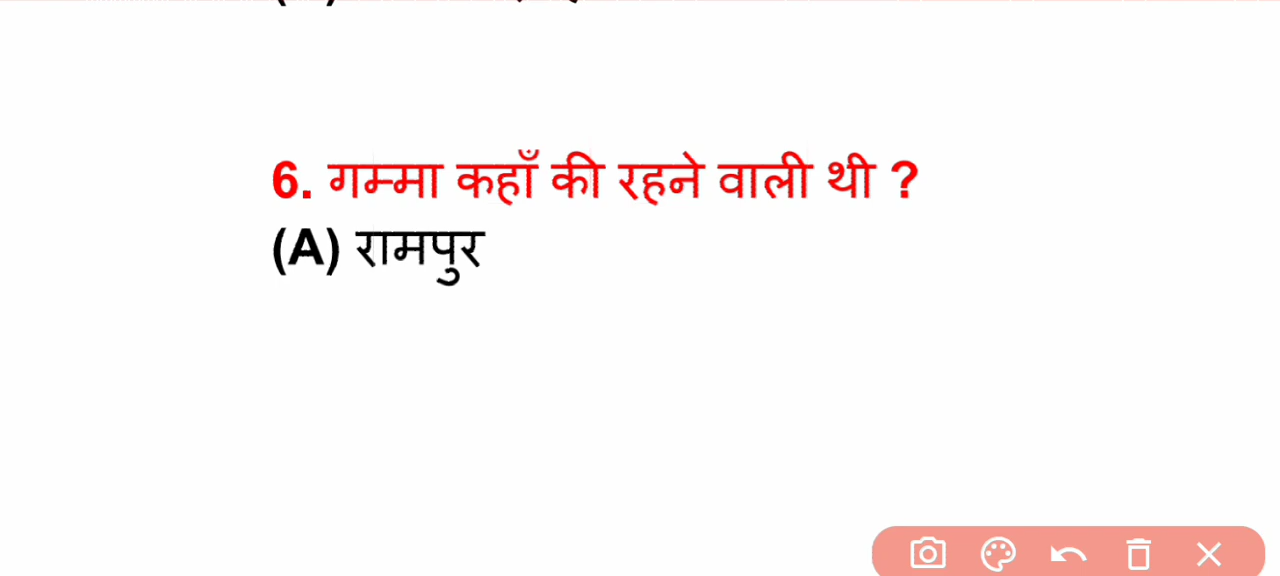 6. गम्मा कहाँ की रहने वाली थी ?
(A) रामपुर